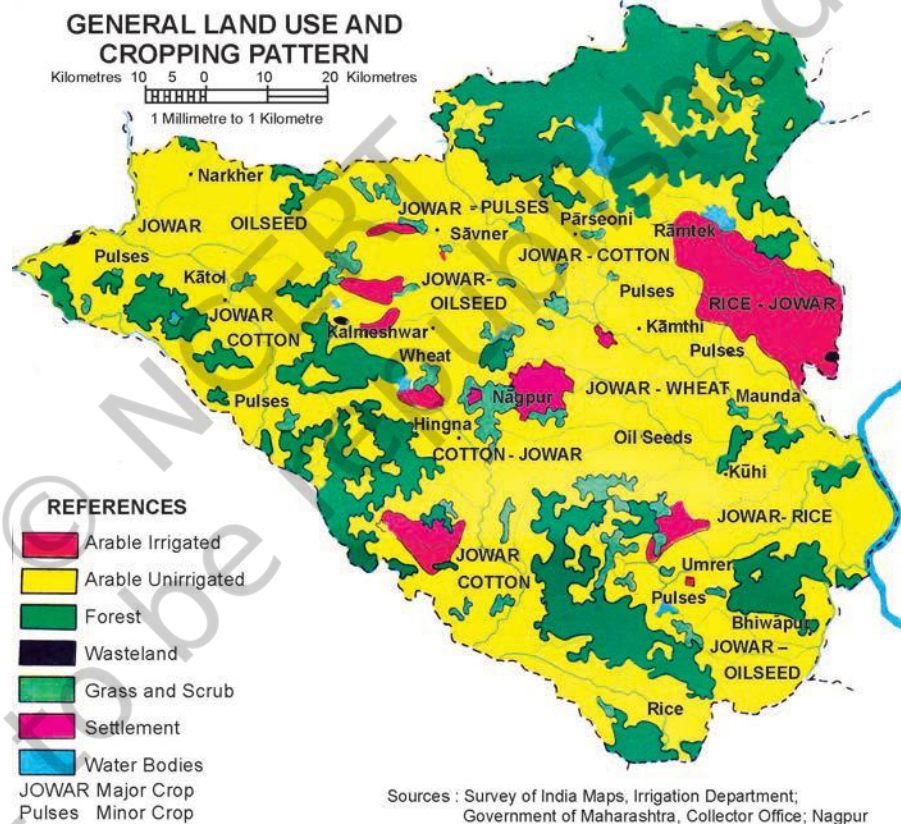 GENERAL LAND USE AND
CROPPING PATTERN
Kilometres 10 5 0 10 20 Kilometres
1 Millimetre to 1 Kilometre
Narkher
JOWAR OILSEED
JOWAR - PULSES
Sāvner
Pārseoni
Rāmtek
Pulses
Kātol
JOWAR - COTTON
JOWAR-
OILSEED
Pulses
RICE - JOWAR
JOWAR
COTTON
Kalmeshwar
Kāmthi
Wheat
Pulses
Pulses
Nāgpur
JOWAR - WHEAT
Maunda
Hingna
Oil Seeds
COTTON - JOWAR
Kūhi
JOWAR- RICE
JOWAR
COTTON
Umrer
Pulses
Bhiwāpur
JOWAR –
OILSEED
Rice
REFERENCES
Arable Irrigated
Arable Unirrigated
Forest
Wasteland
Grass and Scrub
Settlement
Water Bodies
JOWAR Major Crop
Pulses Minor Crop
Sources : Survey of India Maps, Irrigation Department;
Government of Maharashtra, Collector Office; Nagpur
© NCERT
to be republished